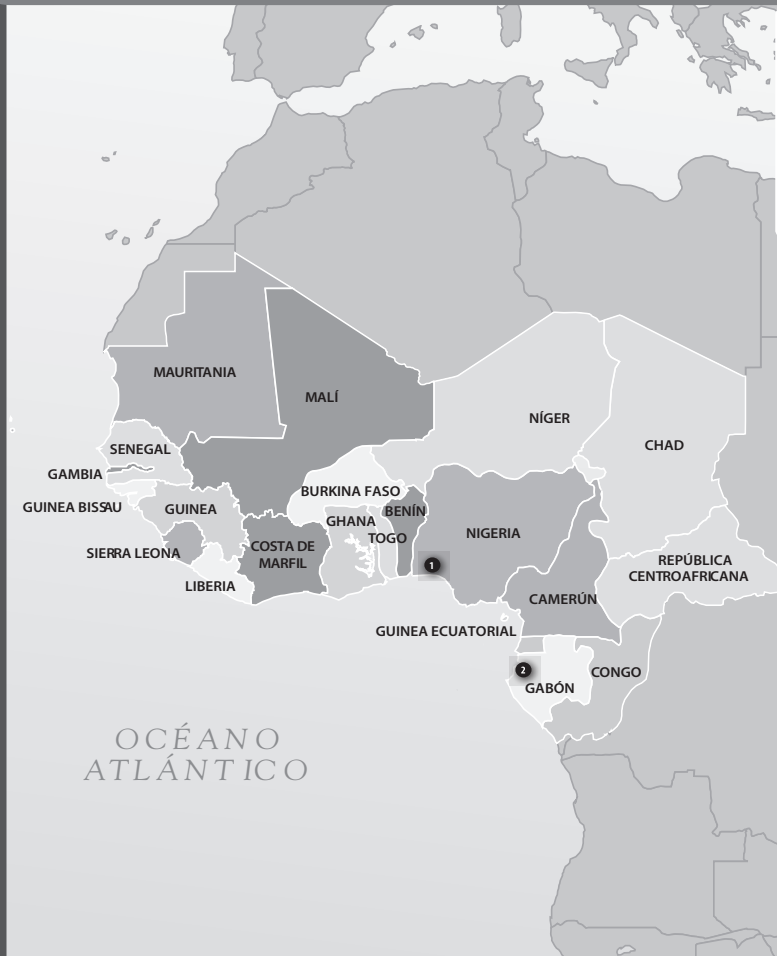 MAURITANIA
MALÍ
NÍGER
CHAD
SENEGAL
GAMBIA
BURKINA FASO
GUINEA BISSAU
GUINEA
BENÍN
GHANA
TOGO
NIGERIA
SIERRA LEONA
COSTA DE
MARFIL
1
REPÚBLICA
CENTROAFRICANA
LIBERIA
CAMERÚN
GUINEA ECUATORIAL
2
CONGO
GABÓN
OCÉANO
ATLÁNTICO